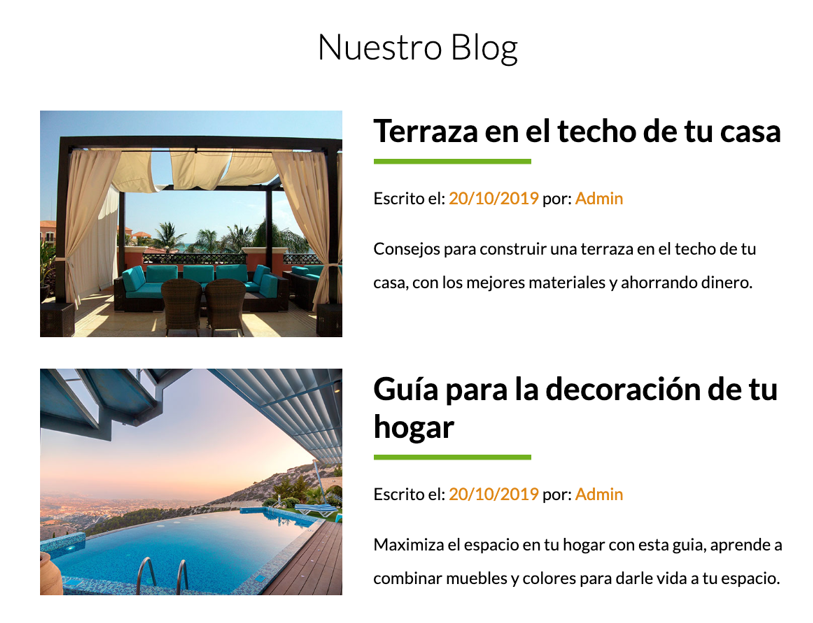 Nuestro Blog
Terraza en el techo de tu casa
Escrito el: 20/10/2019 por: Admin
Consejos para construir una terraza en el techo de tu
casa, con los mejores materiales y ahorrando dinero.
Guía para la decoración de tu
hogar
Escrito el: 20/10/2019 por: Admin
Maximiza el espacio en tu hogar con esta guia, aprende a
combinar muebles y colores para darle vida a tu espacio.